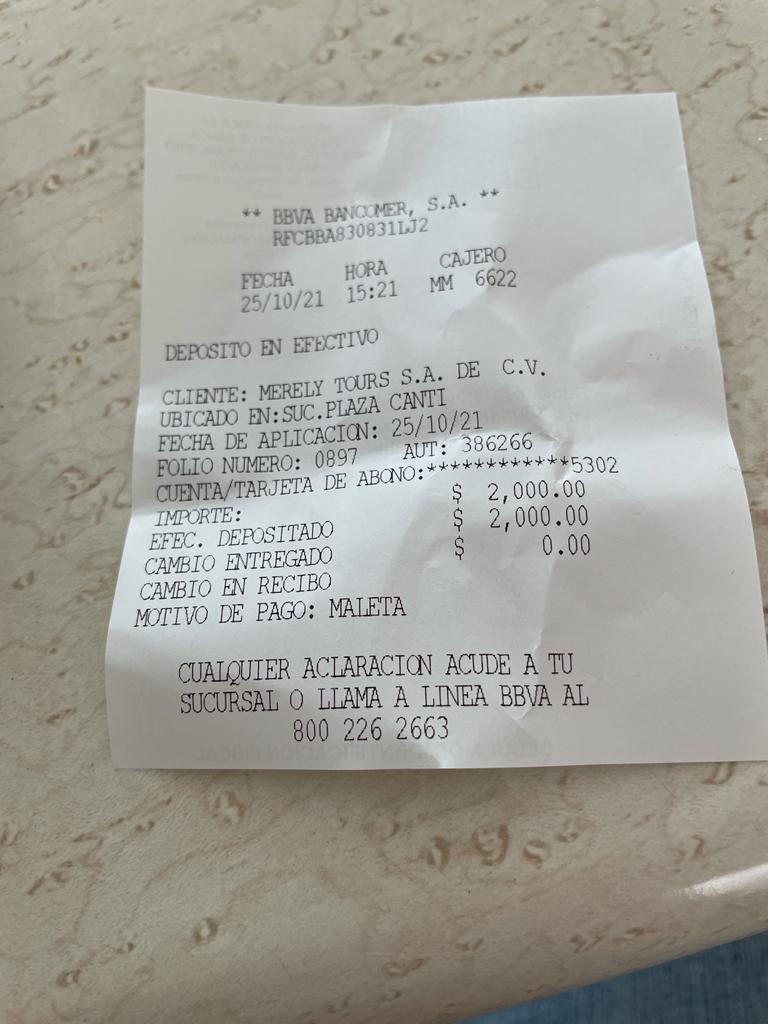 ** BBVA BANCOMER, S.A. **
RFCBBA830831LJ2
FECHA HORA CAJERO
25/10/21 15:21 MM 6622
DEPOSITO EN EFECTIVO
CLIENTE: MERELY TOURS S.A. DE C.V.
UBICADO EN:SUC.PLAZA CANTI
FECHA DE APLICACION: 25/10/21
FOLIO NUMERO: 0897 AUT: 386266
CUENTA/TARJETA DE ABONO:************5302
IMPORTE: $ 2,000.00
EFEC. DEPOSITADO $ 2,000.00
CAMBIO ENTREGADO $ 0.00
CAMBIO EN RECIBO
MOTIVO DE PAGO: MALETA
CUALQUIER ACLARACION ACUDE A TU
SUCURSAL O LLAMA A LINEA BBVA AL
800 226 2663